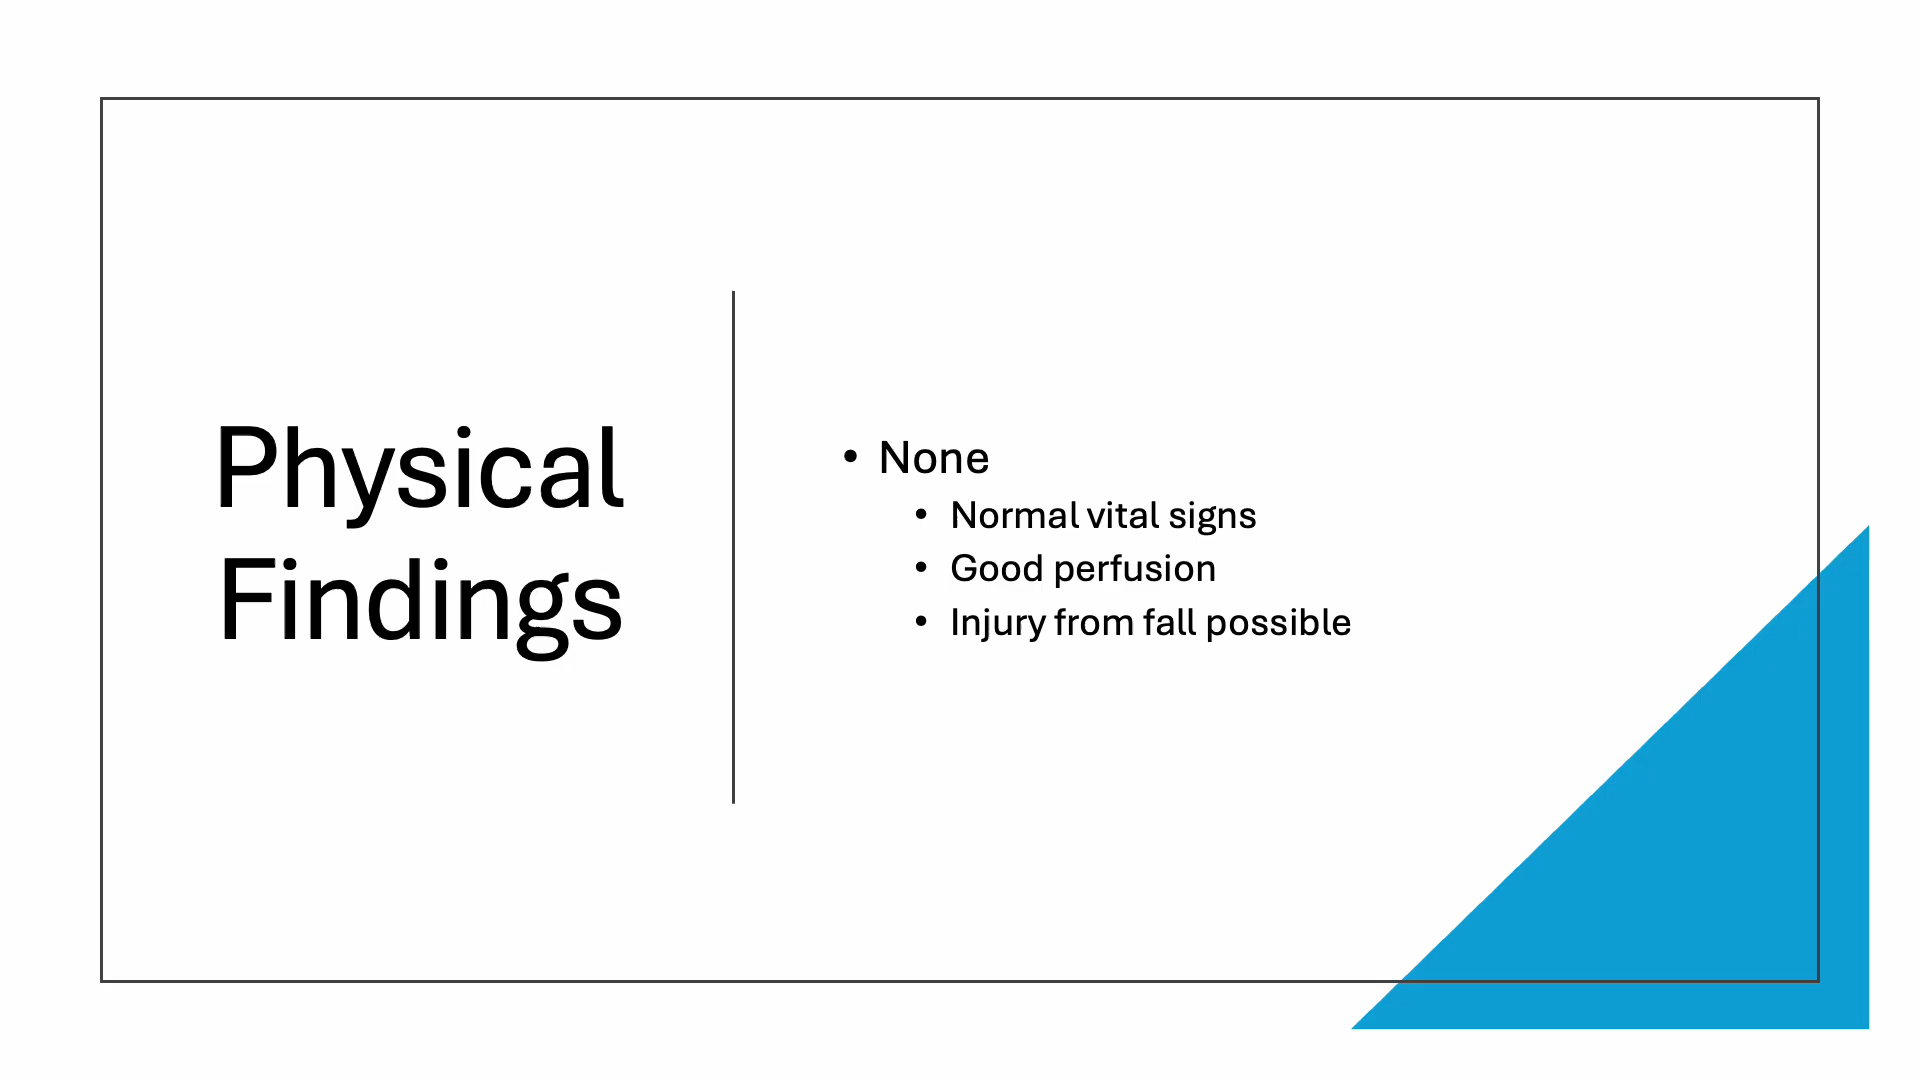 Physical
Findings
• None
• Normal vital signs
• Good perfusion
• Injury from fall possible